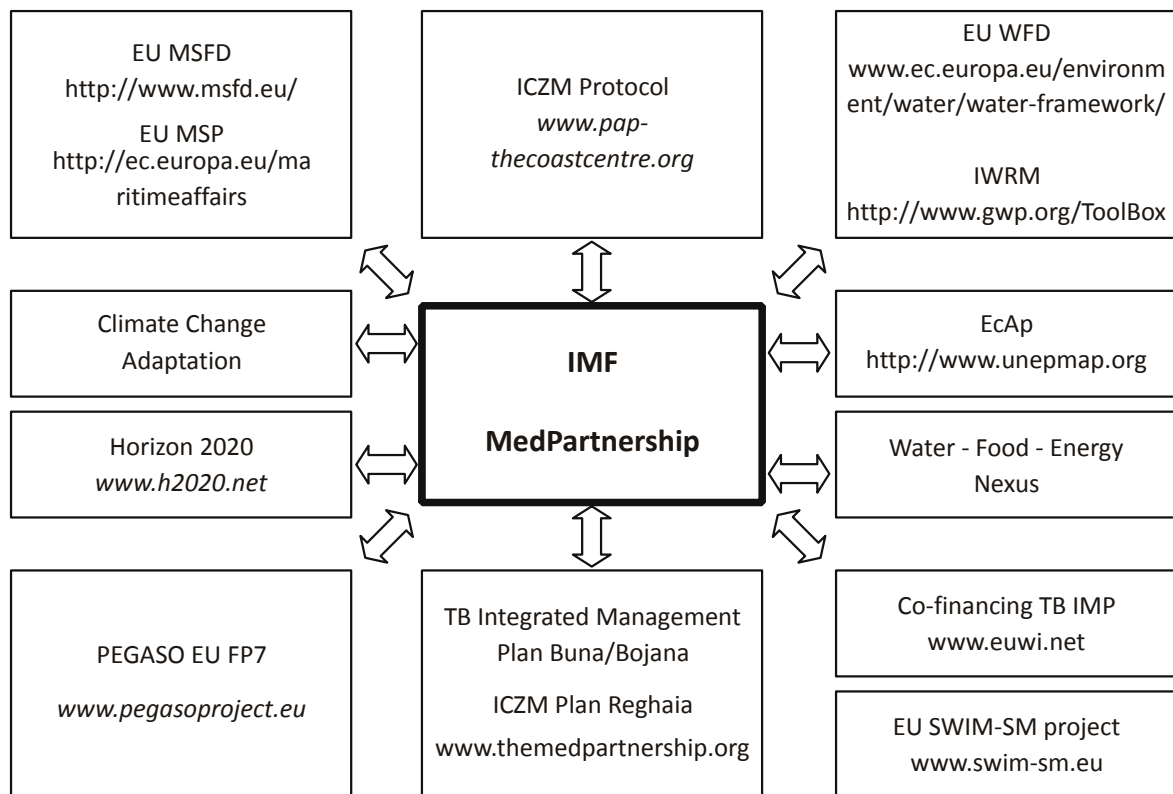 EU MSFD
http://www.msfd.eu/
EU MSP
http://ec.europa.eu/ma
ritimeaffairs
ICZM Protocol
www.pap-
thecoastcentre.org
EU WFD
www.ec.europa.eu/environm
ent/water/water-framework/
IWRM
http://www.gwp.org/ToolBox
Climate Change
Adaptation
IMF
MedPartnership
EcAp
http://www.unepmap.org
Horizon 2020
www.h2020.net
Water - Food - Energy
Nexus
PEGASO EU FP7
www.pegasoproject.eu
TB Integrated Management
Plan Buna/Bojana
ICZM Plan Reghaia
www.themedpartnership.org
Co-financing TB IMP
www.euwi.net
EU SWIM-SM project
www.swim-sm.eu